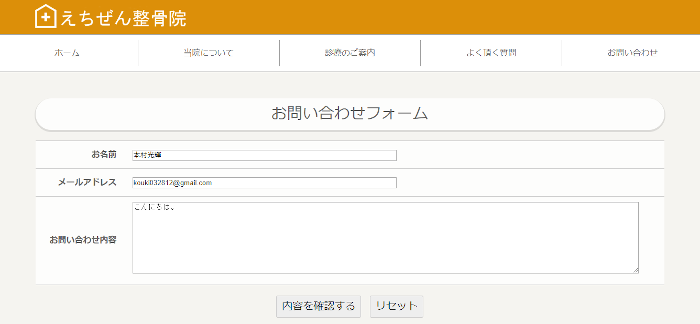 えちぜん整骨院
ホーム 当院について 診療のご案内 よく頂く質問 お問い合わせ
お問い合わせフォーム
お名前 本村光輝
メールアドレス kouki032812@gmail.com
お問い合わせ内容 こんにちは。
内容を確認する リセット